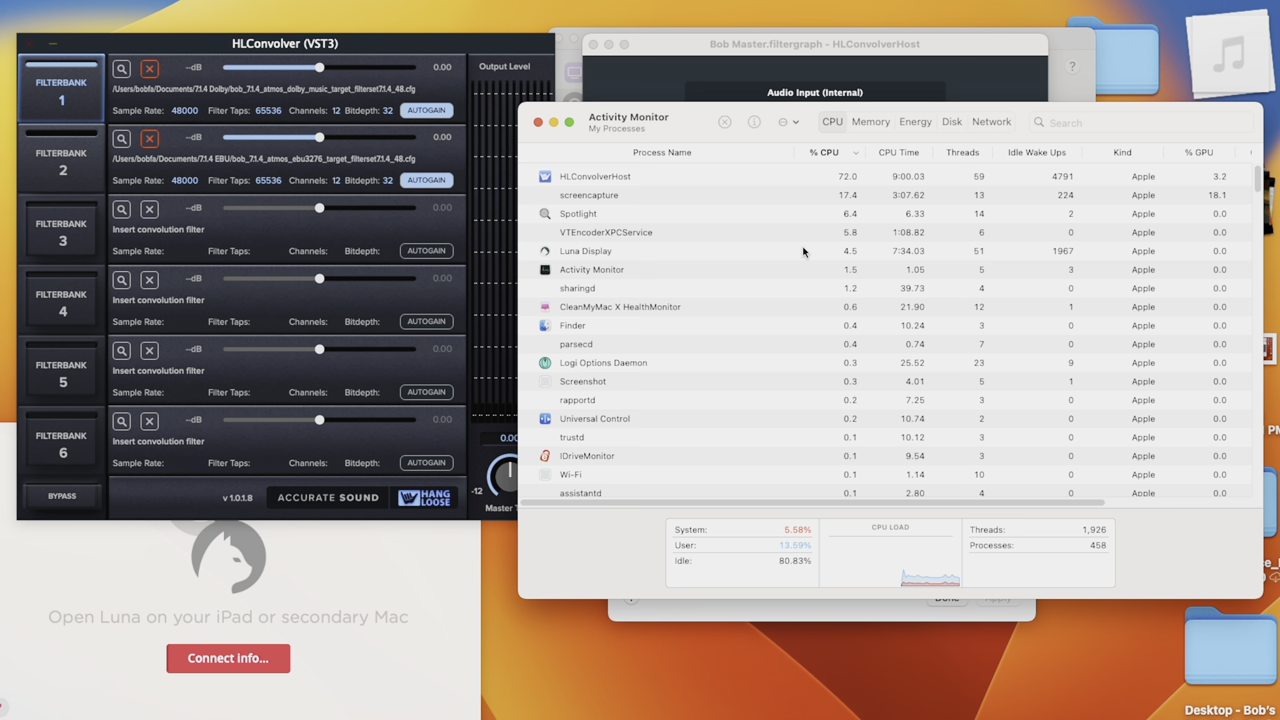 HLConvolver (VST3)
FILTERBANK
1
--dB
0.00
/Users/bobfa/Documents/7.1.4 Dolby/bob_7.1.4_atmos_dolby_music_target_filterset7.1.4_48.cfg
Sample Rate: 48000 Filter Taps: 65536 Channels: 12 Bitdepth: 32 AUTOGAIN
FILTERBANK
2
--dB
0.00
/Users/bobfa/Documents/7.1.4 EBU/bob_7.1.4_atmos_ebu3276_target_filterset7.1.4_48.cfg
Sample Rate: 48000 Filter Taps: 65536 Channels: 12 Bitdepth: 32 AUTOGAIN
FILTERBANK
3
--dB
0.00
Insert convolution filter
Sample Rate: Filter Taps: Channels: Bitdepth: AUTOGAIN
FILTERBANK
4
--dB
0.00
Insert convolution filter
Sample Rate: Filter Taps: Channels: Bitdepth: AUTOGAIN
FILTERBANK
5
--dB
0.00
Insert convolution filter
Sample Rate: Filter Taps: Channels: Bitdepth: AUTOGAIN
FILTERBANK
6
--dB
0.00
Insert convolution filter
Sample Rate: Filter Taps: Channels: Bitdepth: AUTOGAIN
BYPASS
v 1.0.1.8
ACCURATE SOUND
HANG
LOOSE
Output Level
0.00
-12
Master
Bob Master.filtergraph - HLConvolverHost
?
Audio Input (Internal)
Activity Monitor
My Processes
CPU Memory Energy Disk Network
Search
Process Name % CPU CPU Time Threads Idle Wake Ups Kind % GPU
HLConvolverHost 72.0 9:00.03 59 4791 Apple 3.2
screencapture 17.4 3:07.62 13 224 Apple 18.1
Spotlight 6.4 6.33 14 2 Apple 0.0
VTEncoderXPCService 5.8 1:08.82 6 0 Apple 0.0
Luna Display 4.5 7:34.03 51 1967 Apple 0.0
Activity Monitor 1.5 1.05 5 3 Apple 0.0
sharingd 1.2 39.73 4 0 Apple 0.0
CleanMyMac X HealthMonitor 0.6 21.90 12 1 Apple 0.0
Finder 0.4 10.24 3 0 Apple 0.0
parsecd 0.4 0.74 7 0 Apple 0.0
Logi Options Daemon 0.3 25.52 23 9 Apple 0.0
Screenshot 0.3 4.01 5 1 Apple 0.0
rapportd 0.2 7.25 3 0 Apple 0.0
Universal Control 0.2 10.74 2 0 Apple 0.0
trustd 0.1 10.12 3 0 Apple 0.0
IDriveMonitor 0.1 9.54 3 0 Apple 0.0
Wi-Fi 0.1 1.14 10 0 Apple 0.0
assistantd 0.1 2.80 4 0 Apple 0.0
System: 5.58%
User: 13.59%
Idle: 80.83%
CPU LOAD
Threads: 1,926
Processes: 458
Open Luna on your iPad or secondary Mac
Connect info...
Desktop - Bob's